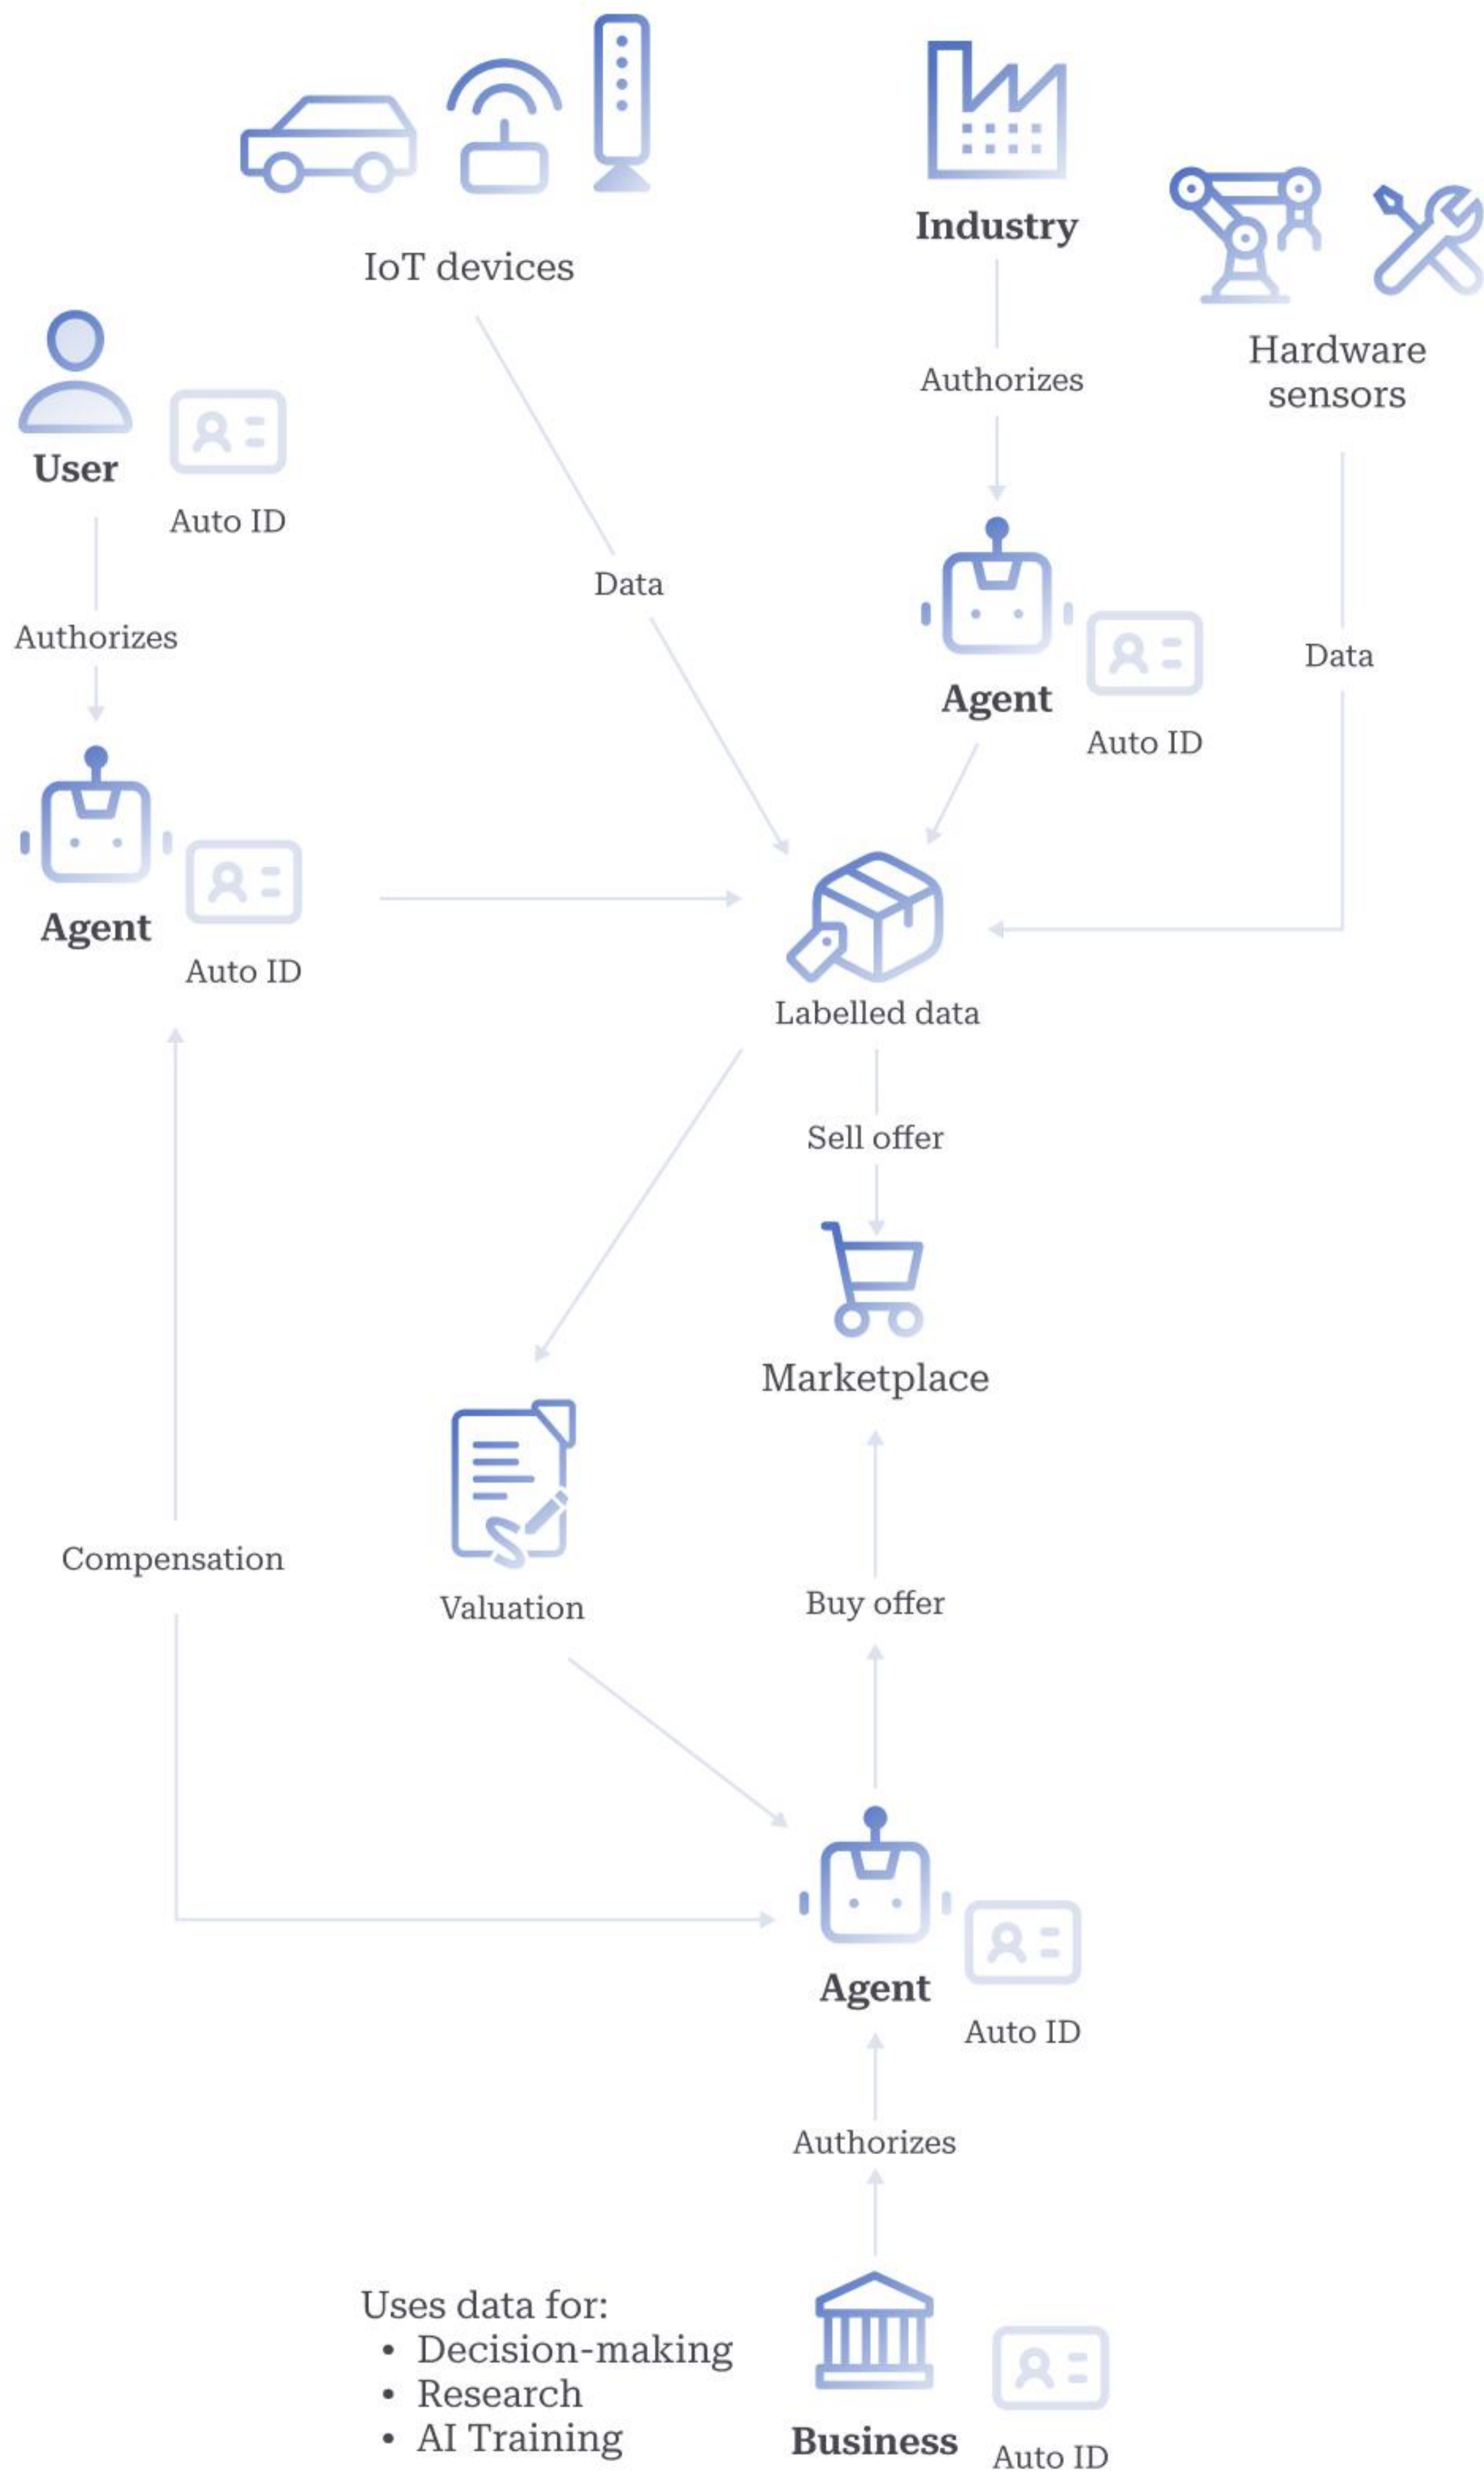 IoT devices
Industry
Hardware
sensors
Authorizes
User
Auto ID
Data
Authorizes
Data
Agent
Auto ID
Agent
Auto ID
Labelled data
Sell offer
Marketplace
Compensation
Valuation
Buy offer
Agent
Auto ID
Authorizes
Uses data for:
• Decision-making
• Research
• AI Training
Business
Auto ID